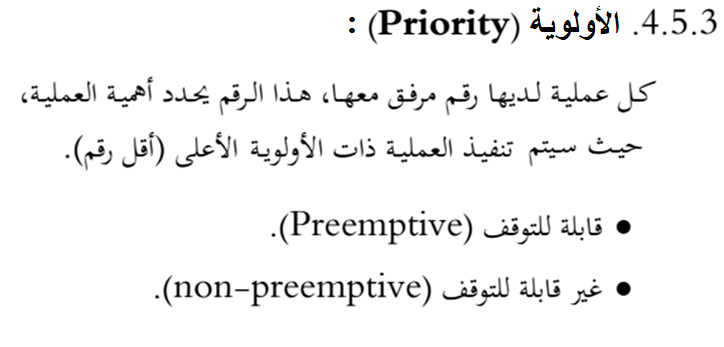 4.5.3. الأولوية (Priority) :
كل عملية لديها رقم مرفق معها، هذا الرقم يحدد أهمية العملية،
حيث سيتم تنفيذ العملية ذات الأولوية الأعلى (أقل رقم).
● قابلة للتوقف (Preemptive).
● غير قابلة للتوقف (non-preemptive).